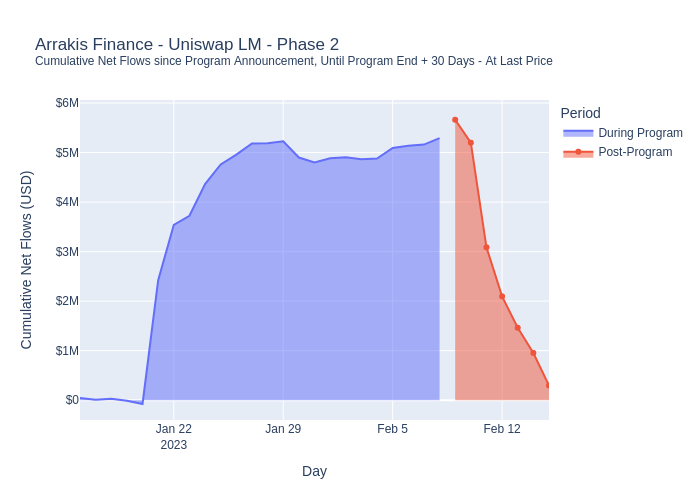 Arrakis Finance - Uniswap LM - Phase 2
Cumulative Net Flows since Program Announcement, Until Program End + 30 Days - At Last Price
Period
During Program
Post-Program
Cumulative Net Flows (USD)
$6M
$5M
$4M
$3M
$2M
$1M
$0
Jan 22
2023
Jan 29
Feb 5
Feb 12
Day